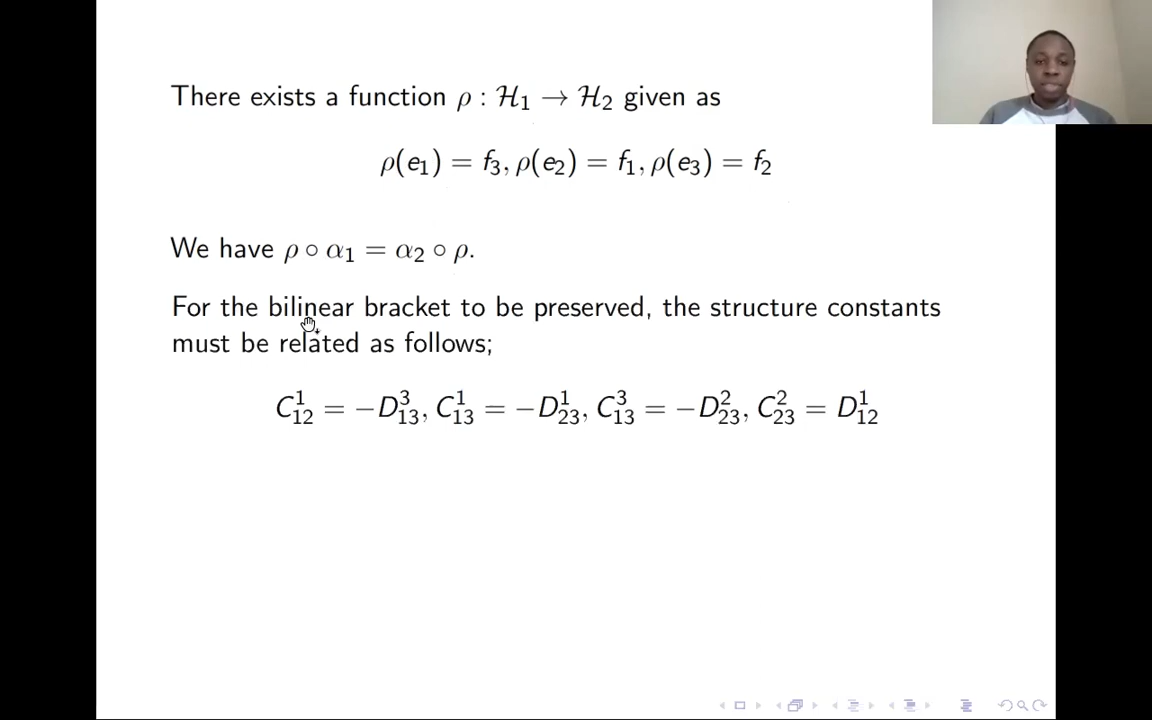 There exists a function ρ : ℋ₁ → ℋ₂ given as
ρ(e₁) = f₃, ρ(e₂) = f₁, ρ(e₃) = f₂
We have ρ ∘ α₁ = α₂ ∘ ρ.
For the bilinear bracket to be preserved, the structure constants
must be related as follows;
C¹₁₂ = −D³₁₃, C¹₁₃ = −D¹₂₃, C³₁₃ = −D²₂₃, C²₂₃ = D¹₁₂